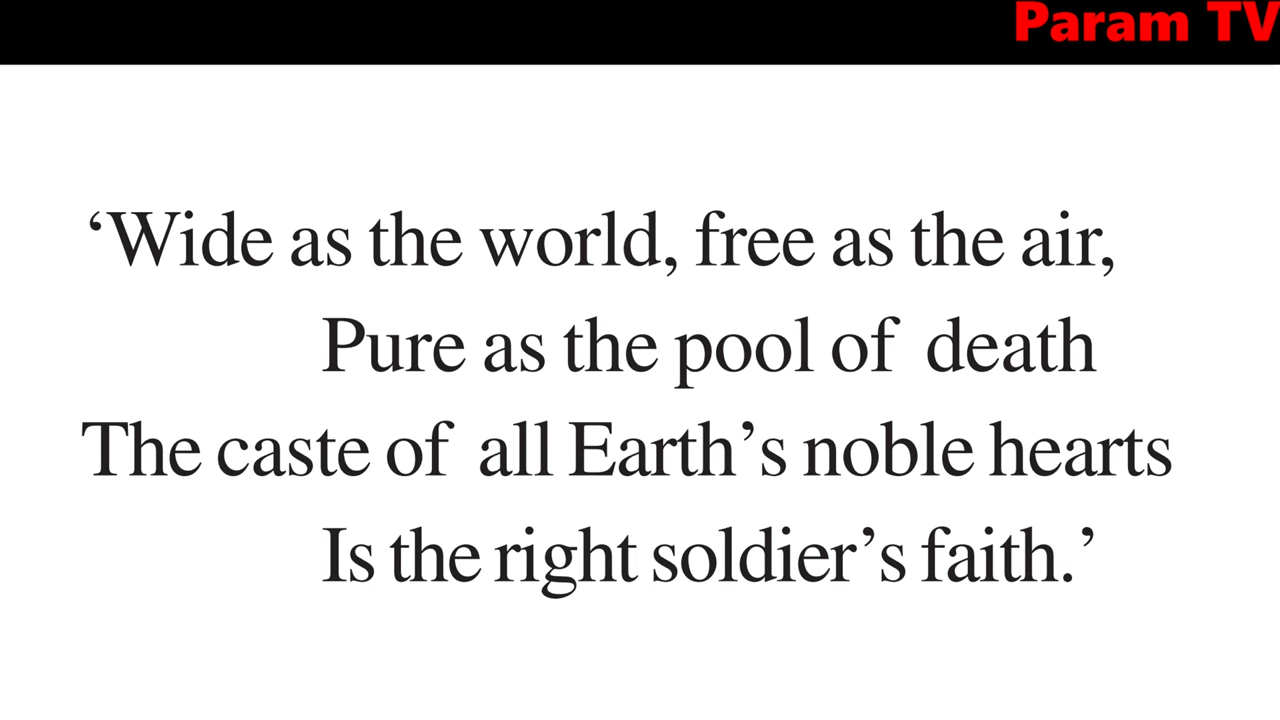 Param TV
‘Wide as the world, free as the air,
Pure as the pool of death
The caste of all Earth’s noble hearts
Is the right soldier’s faith.’